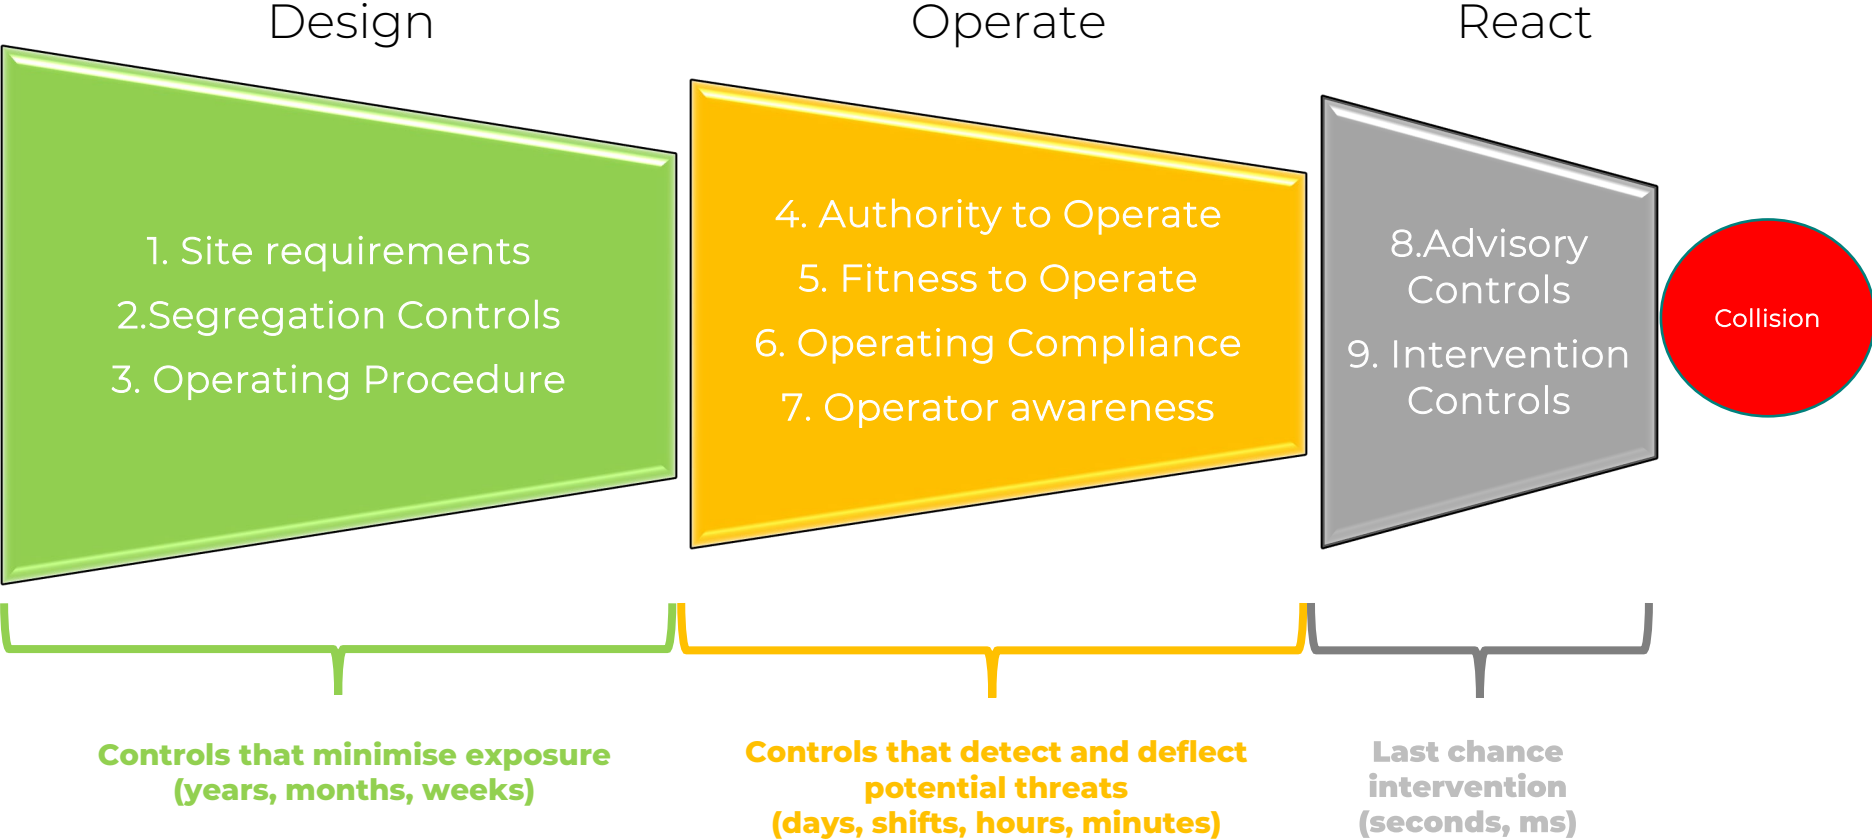 Design
Operate
React
1. Site requirements
2.Segregation Controls
3. Operating Procedure
4. Authority to Operate
5. Fitness to Operate
6. Operating Compliance
7. Operator awareness
8.Advisory
Controls
9. Intervention
Controls
Collision
Controls that minimise exposure
(years, months, weeks)
Controls that detect and deflect
potential threats
(days, shifts, hours, minutes)
Last chance
intervention
(seconds, ms)